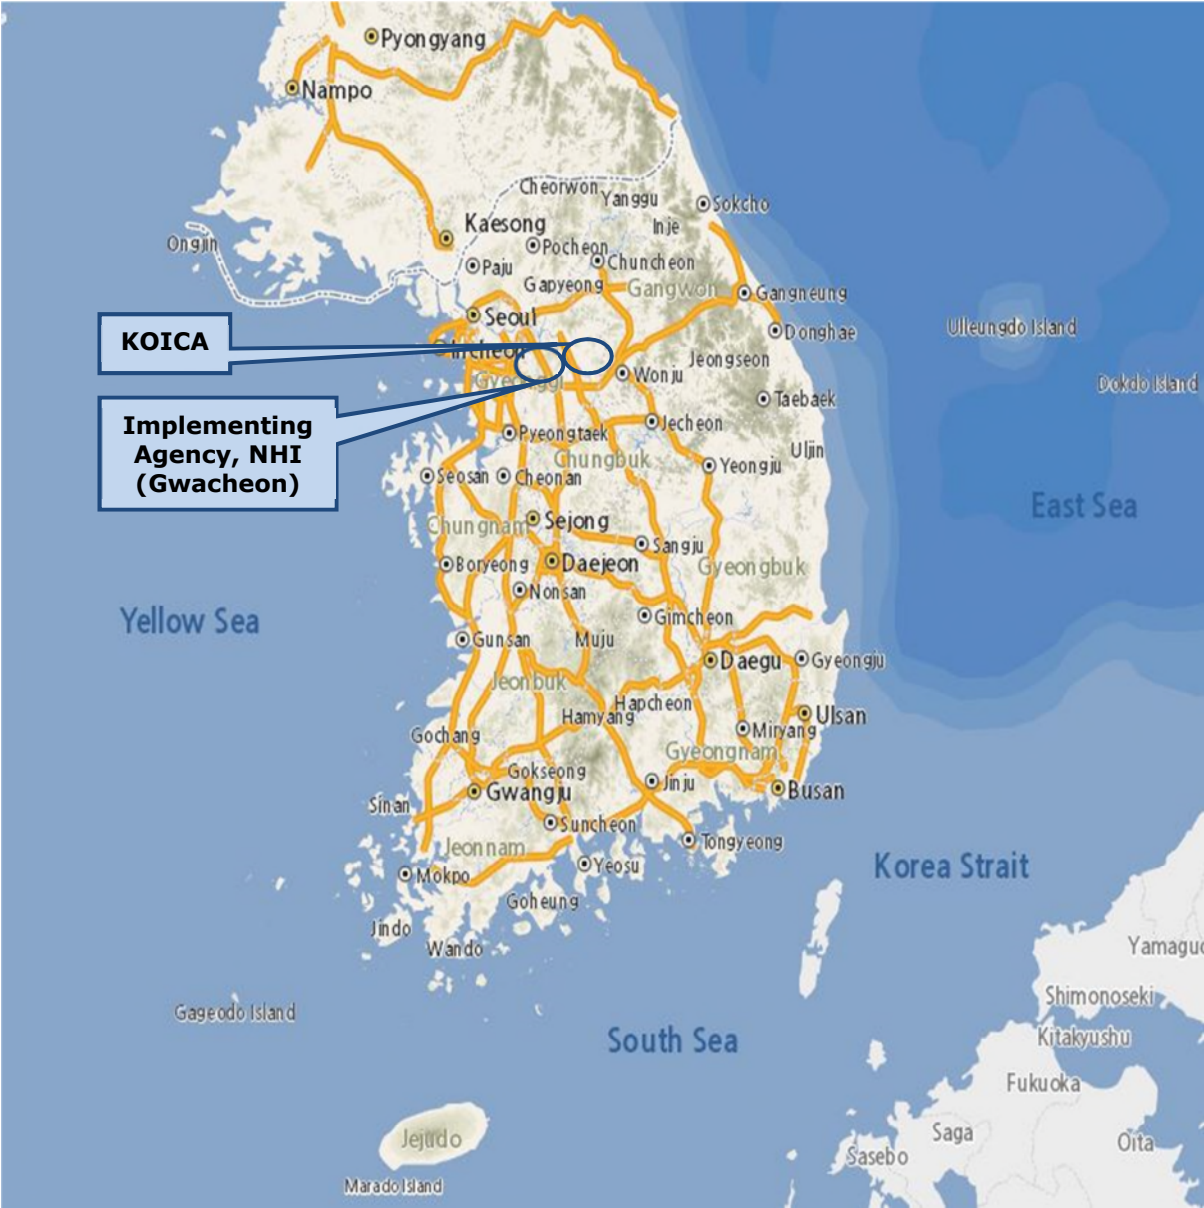 Pyongyang
Nampo
Cheorwon
Yanggu
Sokcho
Inje
Kaesong
Ongjin
Pocheon
Paju
Chuncheon
Gapyeong
Gangwon
Gangneung
Seoul
Donghae
Ulleungdo Island
KOICA
Incheon
Jeongseon
Gyeonggi
Wonju
Dokdo Island
Taebaek
Implementing
Agency, NHI
(Gwacheon)
Jecheon
Pyeongtaek
Uljin
Chungbuk
Yeongju
Seosan
Cheonan
East Sea
Chungnam
Sejong
Sangju
Boryeong
Daejeon
Gyeongbuk
Nonsan
Yellow Sea
Gimcheon
Gunsan
Muju
Daegu
Gyeongju
Jeonbuk
Hapcheon
Hamyang
Ulsan
Miryang
Gochang
Gyeongnam
Gokseong
Jinju
Gwangju
Busan
Sinan
Suncheon
Tongyeong
Jeonnam
Yeosu
Korea Strait
Mokpo
Goheung
Jindo
Wando
Yamaguc
Shimonoseki
Gageodo Island
South Sea
Kitakyushu
Fukuoka
Saga
Jejudo
Oita
Sasebo
Marado Island